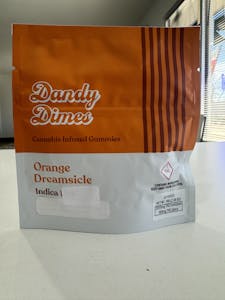 Dandy
Dimes
Cannabis Infused Gummies
Orange
Dreamsicle
Indica